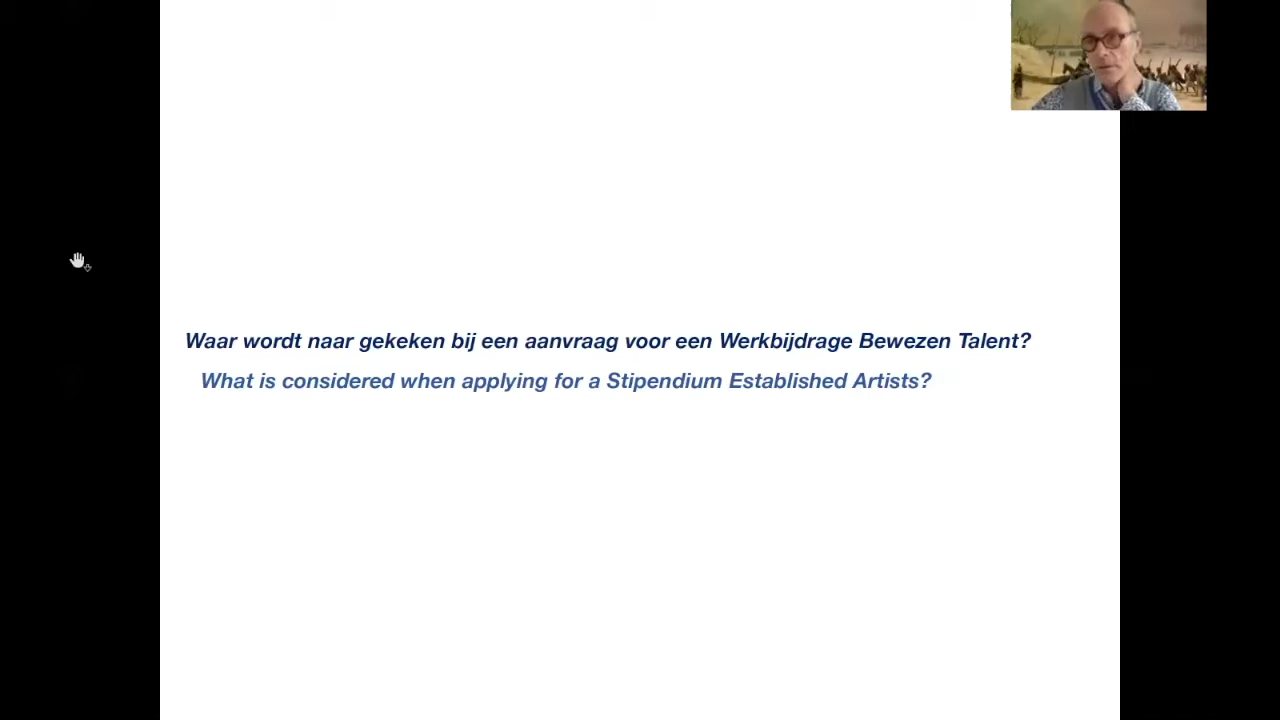 Waar wordt naar gekeken bij een aanvraag voor een Werkbijdrage Bewezen Talent?
What is considered when applying for a Stipendium Established Artists?